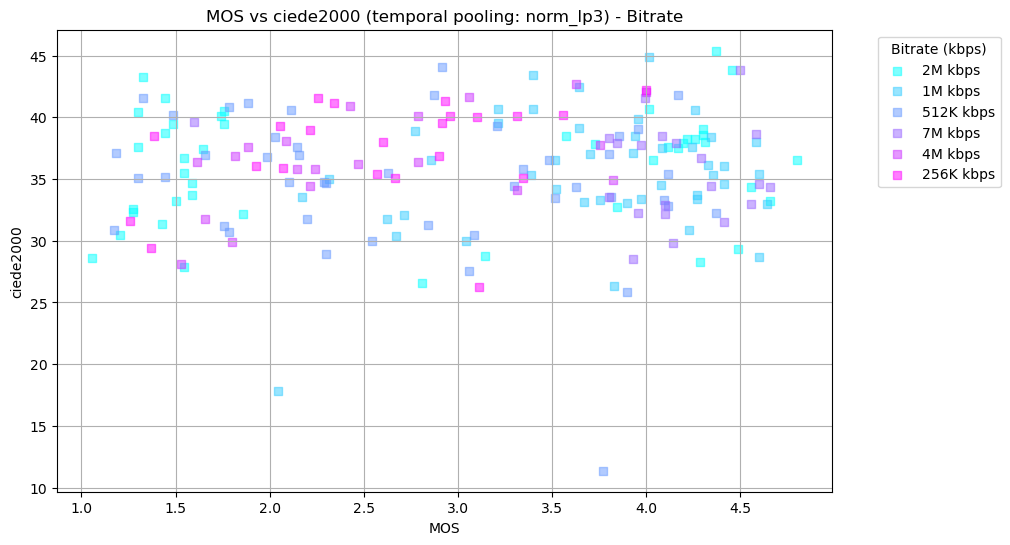 MOS vs ciede2000 (temporal pooling: norm_lp3) - Bitrate
45
40
35
30
25
20
15
10
ciede2000
1.0 1.5 2.0 2.5 3.0 3.5 4.0 4.5
MOS
Bitrate (kbps)
2M kbps
1M kbps
512K kbps
7M kbps
4M kbps
256K kbps